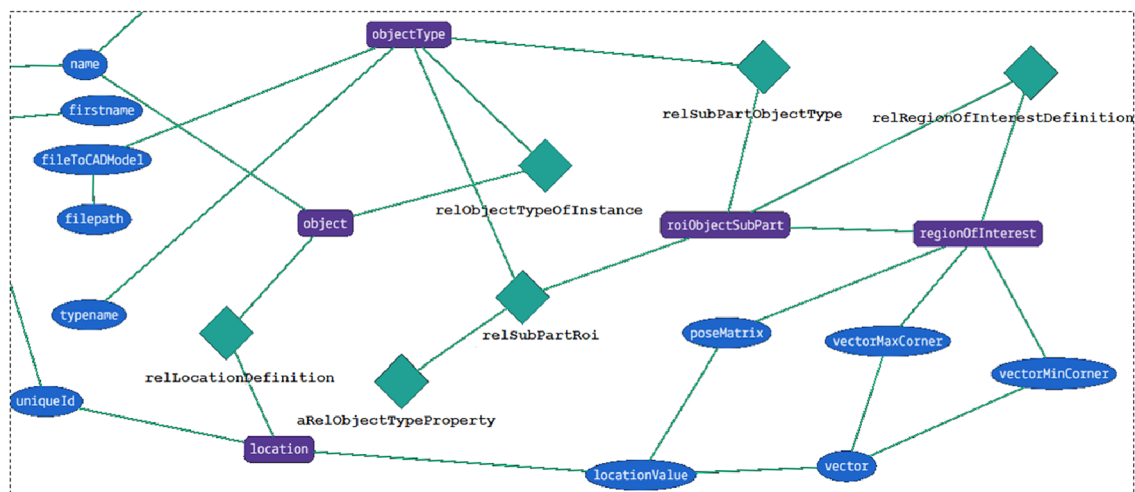 objectType
name
firstname
relSubPartObjectType
relRegionOfInterestDefinition
fileToCADModel
filepath
relObjectTypeOfInstance
object
roiObjectSubPart
regionOfInterest
typename
relSubPartRoi
poseMatrix
vectorMaxCorner
relLocationDefinition
vectorMinCorner
uniqueId
aRelObjectTypeProperty
location
locationValue
vector